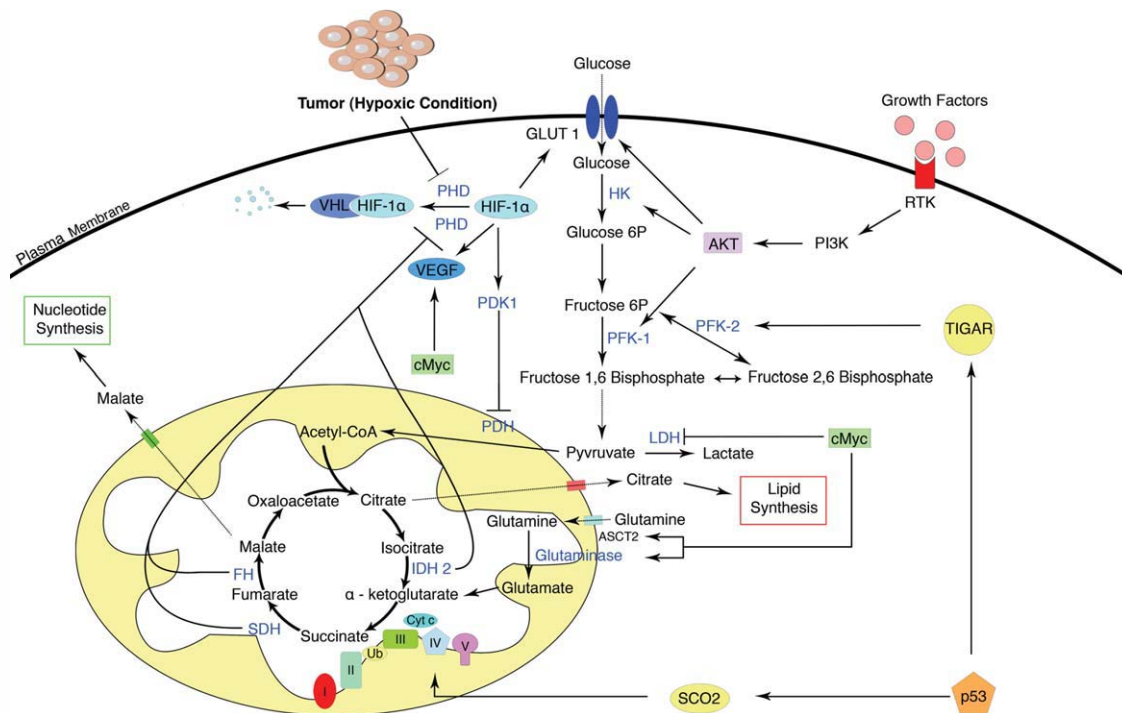 Glucose
Growth Factors
Tumor (Hypoxic Condition)
GLUT 1
Glucose
PHD
HK
RTK
VHL
HIF-1α
HIF-1α
PHD
Glucose 6P
AKT
PI3K
Plasma Membrane
VEGF
PDK1
Fructose 6P
Nucleotide
Synthesis
PFK-1
PFK-2
TIGAR
cMyc
Fructose 1,6 Bisphosphate
Fructose 2,6 Bisphosphate
Malate
Acetyl-CoA
PDH
Pyvruvate
LDH
Lactate
cMyc
Citrate
Lipid
Synthesis
Oxaloacetate
Citrate
Glutamine
Glutamine
ASCT2
Malate
Isocitrate
Glutaminase
FH
IDH 2
Fumarate
α - ketoglutarate
Glutamate
SDH
Succinate
Cyt c
III
IV
V
Ub
II
I
SCO2
p53